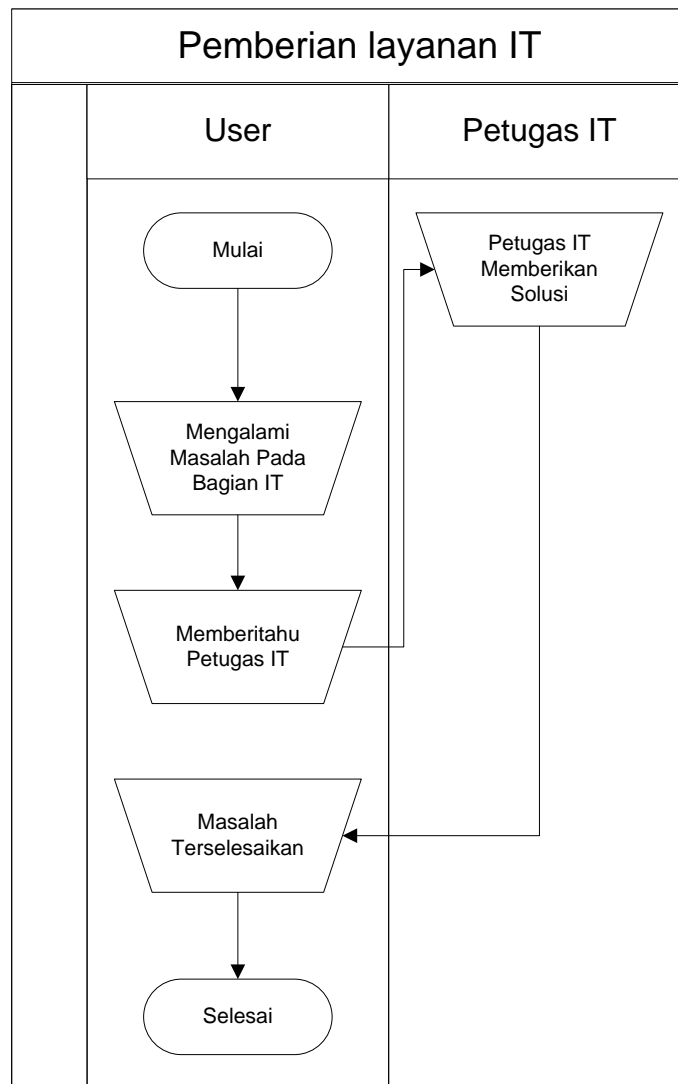 Pemberian layanan IT
User
Petugas IT
Mulai
Petugas IT
Memberikan
Solusi
Mengalami
Masalah Pada
Bagian IT
Memberitahu
Petugas IT
Masalah
Terselesaikan
Selesai